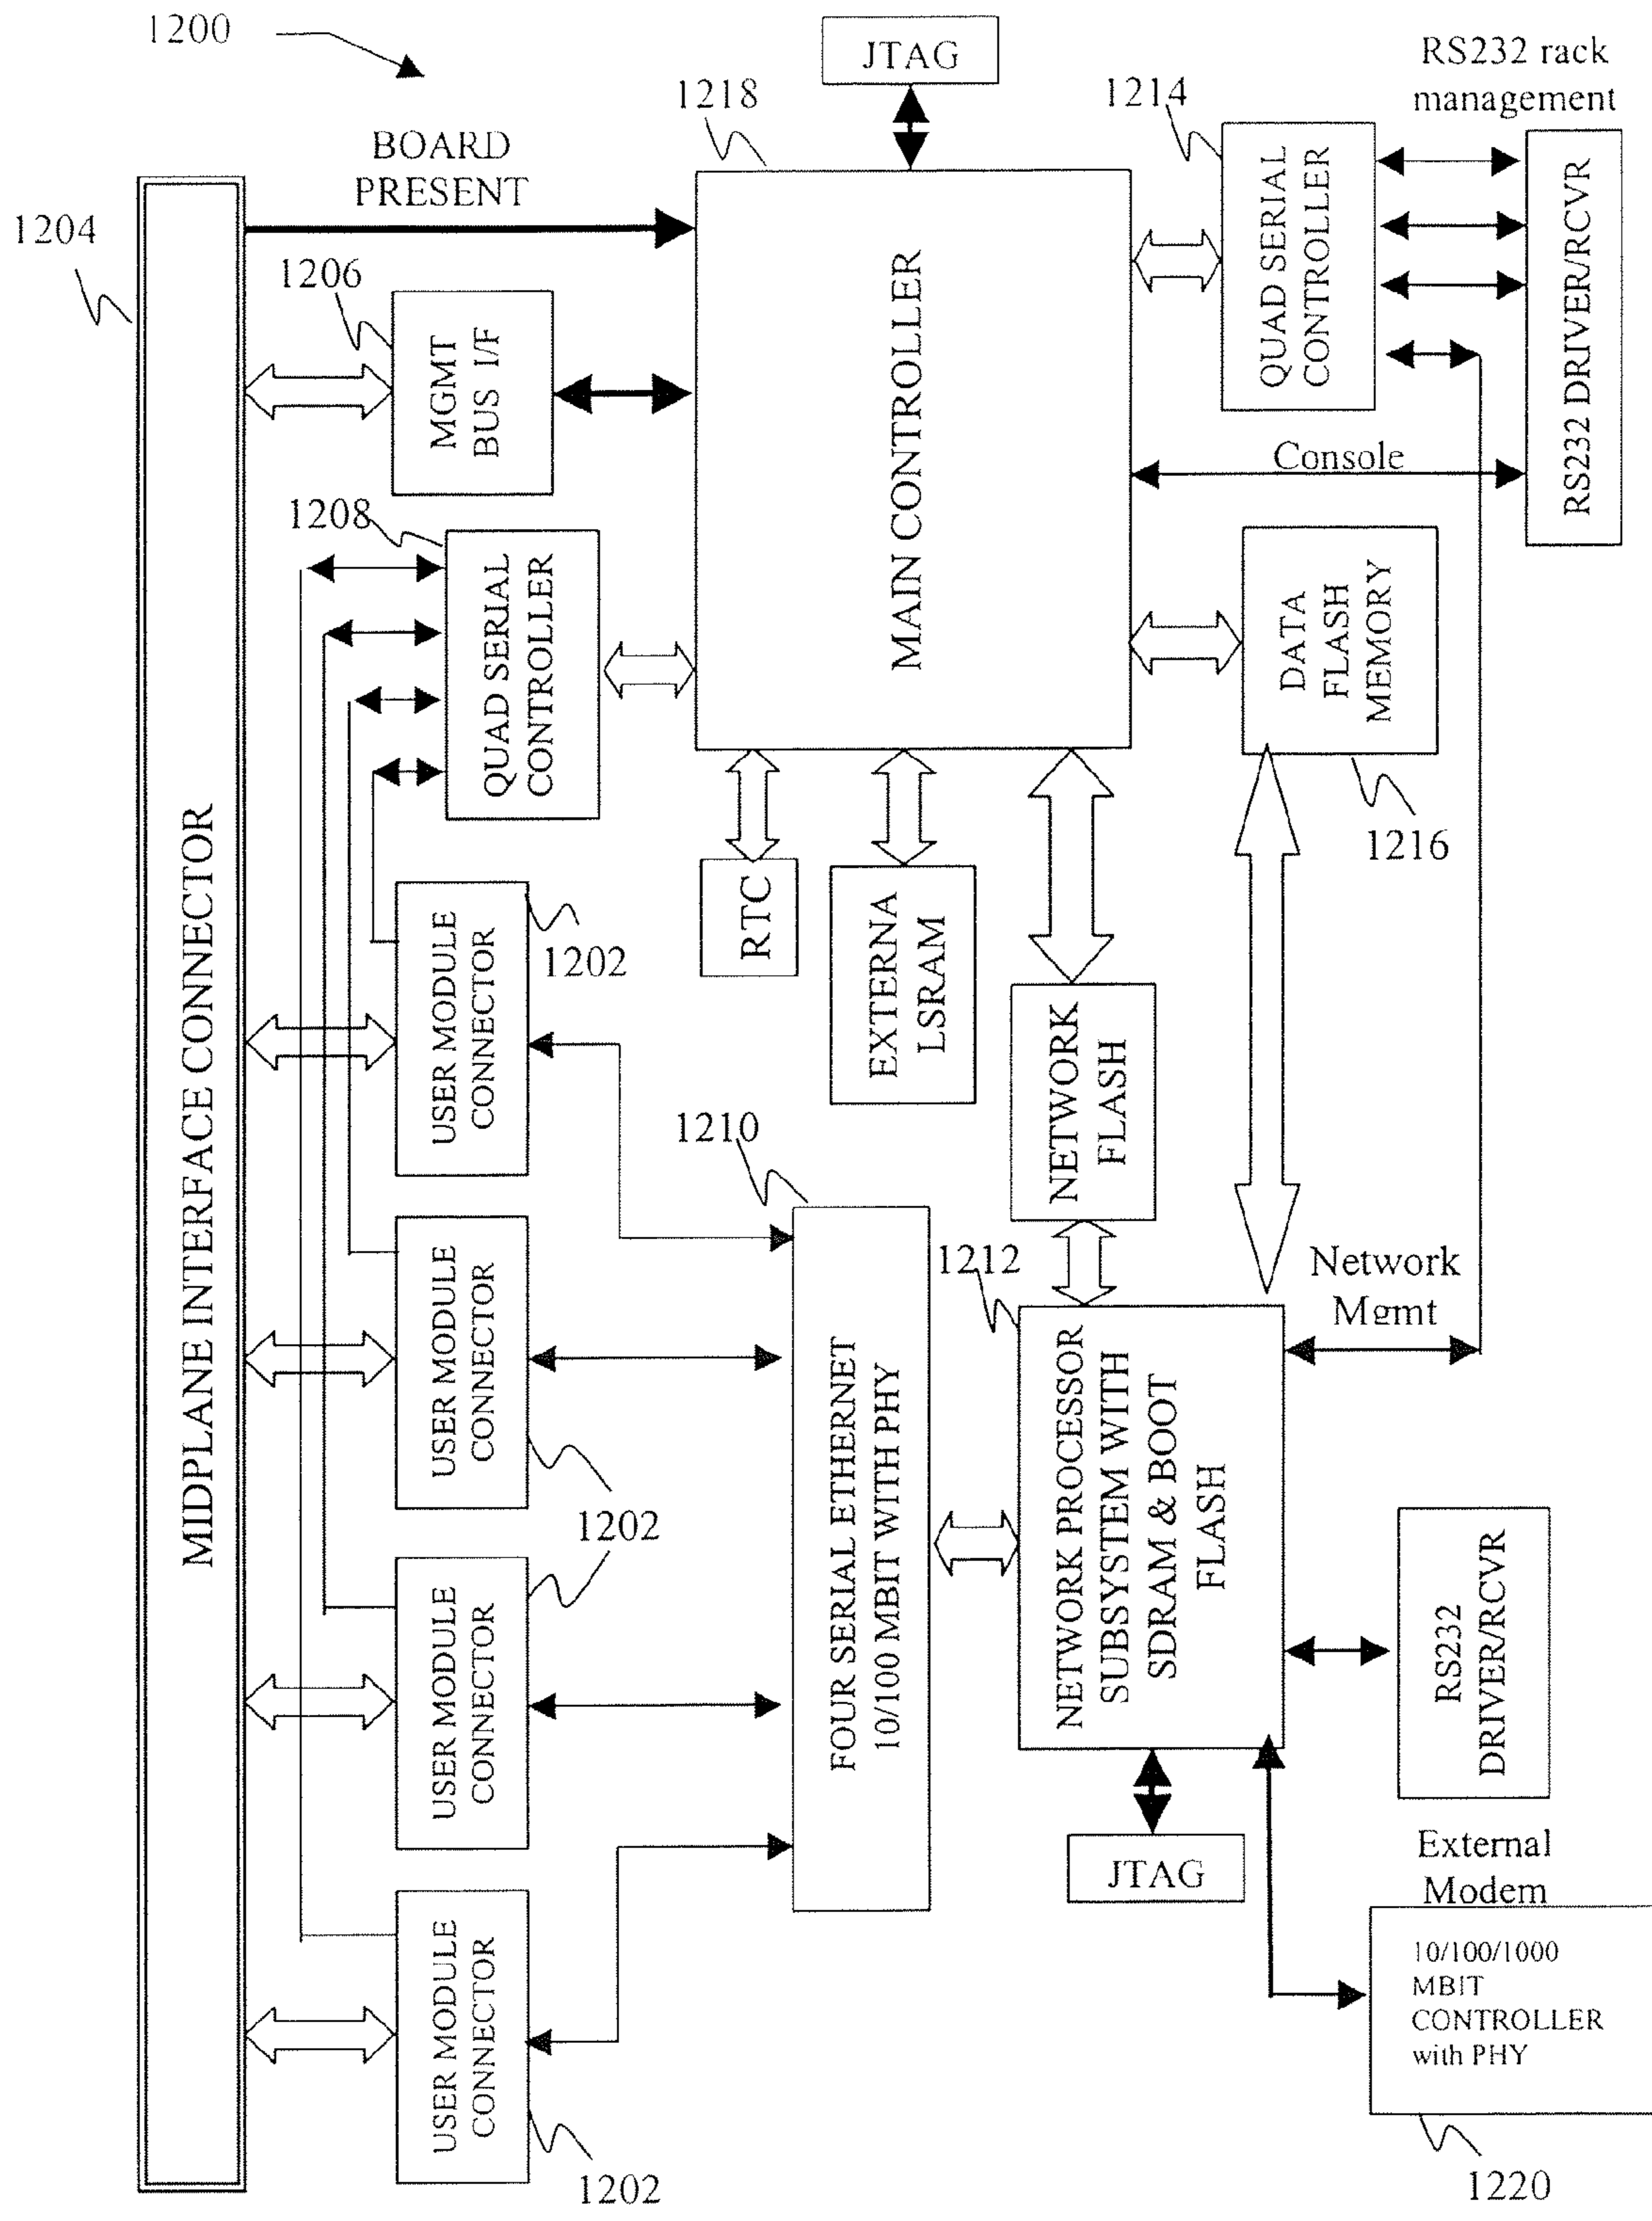 1200
JTAG
RS232 rack
management
1218
1214
BOARD
PRESENT
1204
1206
MGMT
BUS I/F
MAIN CONTROLLER
QUAD SERIAL
CONTROLLER
RS232 DRIVER/RCVR
Console
1208
QUAD SERIAL
CONTROLLER
DATA
FLASH
MEMORY
1216
MIDPLANE INTERFACE CONNECTOR
RTC
EXTERNA
LSRAM
NETWORK
FLASH
USER MODULE
CONNECTOR
1202
1210
1212
Network
Mgmt
USER MODULE
CONNECTOR
1202
FOUR SERIAL ETHERNET
10/100 MBIT WITH PHY
NETWORK PROCESSOR
SUBSYSTEM WITH
SDRAM & BOOT
FLASH
RS232
DRIVER/RCVR
USER MODULE
CONNECTOR
JTAG
External
Modem
USER MODULE
CONNECTOR
1202
10/100/1000
MBIT
CONTROLLER
with PHY
1220